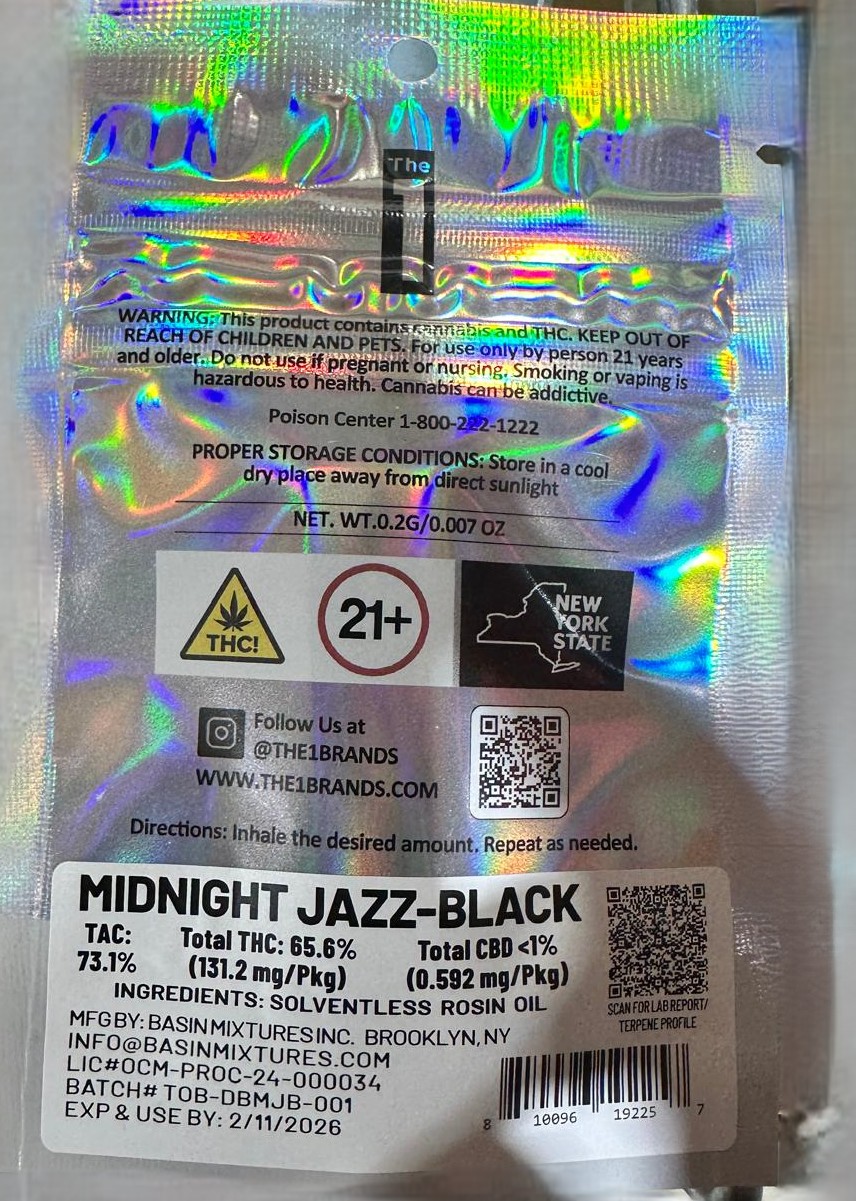 The
1
WARNING: This product contains cannabis and THC. KEEP OUT OF
REACH OF CHILDREN AND PETS. For use only by person 21 years
and older. Do not use if pregnant or nursing. Smoking or vaping is
hazardous to health. Cannabis can be addictive.
Poison Center 1-800-222-1222
PROPER STORAGE CONDITIONS: Store in a cool
dry place away from direct sunlight
NET. WT.0.2G/0.007 OZ
THC!
21+
NEW
YORK
STATE
Follow Us at
@THE1BRANDS
WWW.THE1BRANDS.COM
Directions: Inhale the desired amount. Repeat as needed.
MIDNIGHT JAZZ-BLACK
TAC:
73.1%
Total THC: 65.6%
(131.2 mg/Pkg)
Total CBD <1%
(0.592 mg/Pkg)
INGREDIENTS: SOLVENTLESS ROSIN OIL
SCAN FOR LAB REPORT/
TERPENE PROFILE
MFG BY: BASIN MIXTURES INC. BROOKLYN, NY
INFO@BASINMIXTURES.COM
LIC#OCM-PROC-24-000034
BATCH# TOB-DBMJB-001
EXP & USE BY: 2/11/2026
8 10096 19225 7